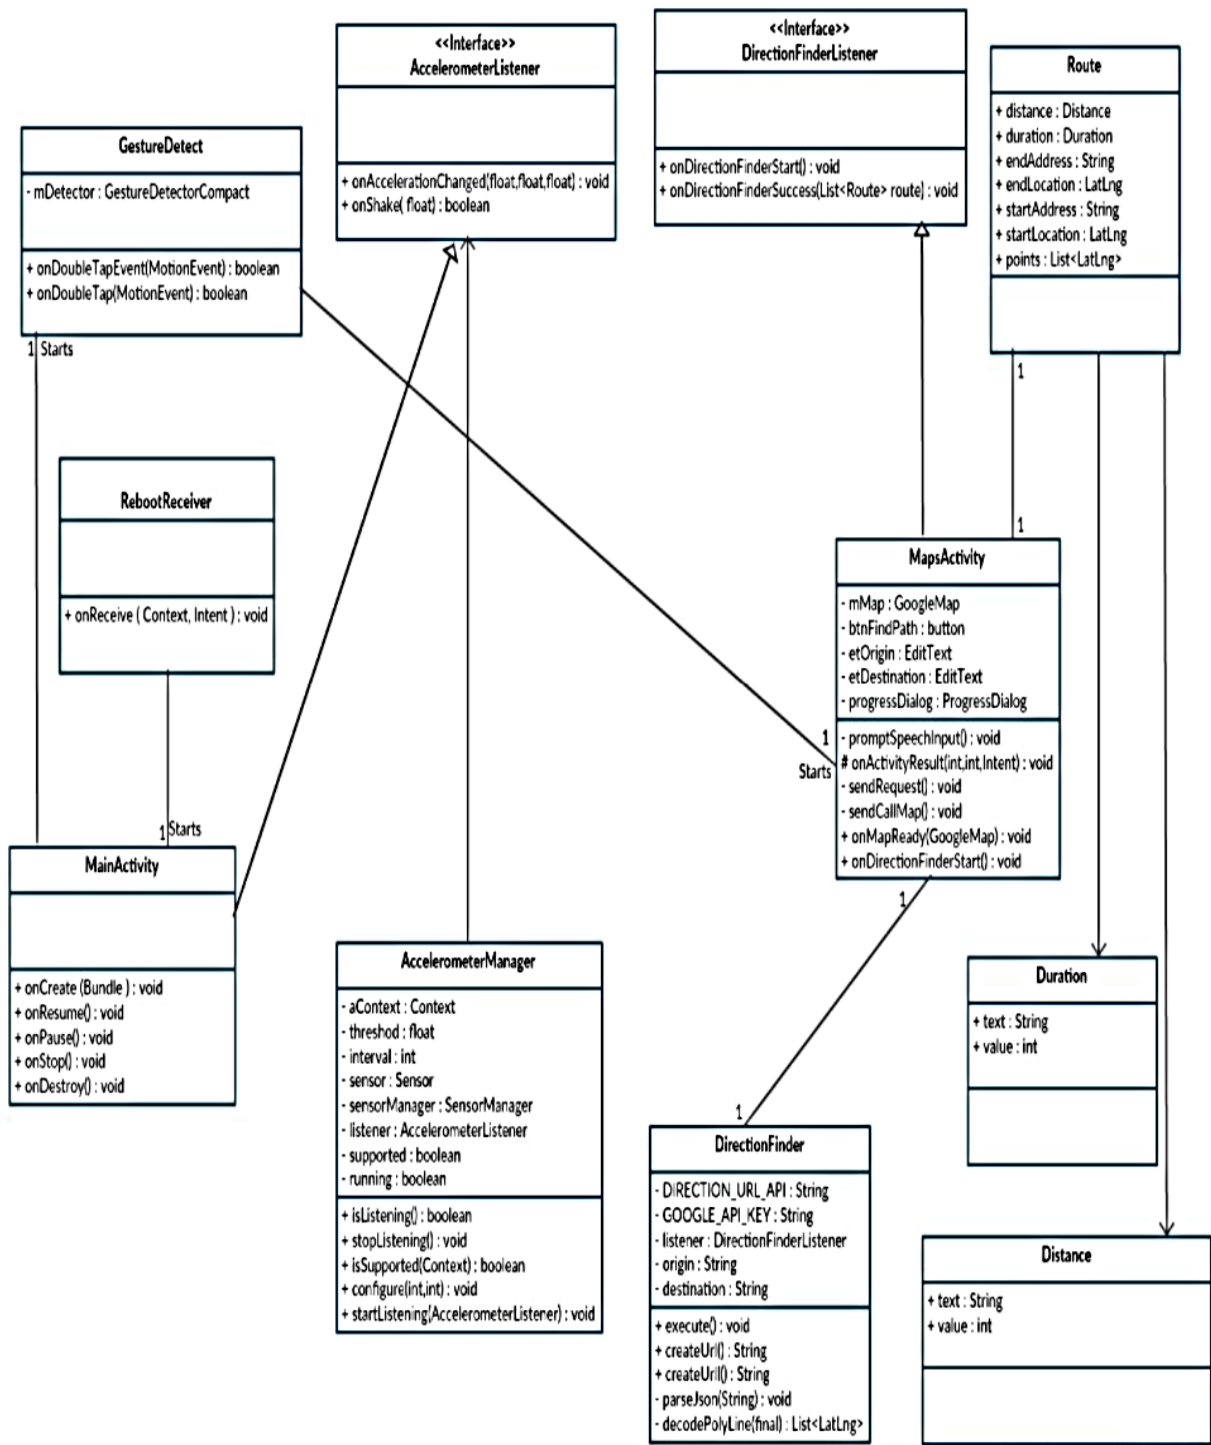 <<Interface>>
AccelerometerListener
+ onAccelerationChanged(float,float,float) : void
+ onShake( float) : boolean
<<Interface>>
DirectionFinderListener
+ onDirectionFinderStart() : void
+ onDirectionFinderSuccess(List<Route> route) : void
Route
+ distance : Distance
+ duration : Duration
+ endAddress : String
+ endLocation : LatLng
+ startAddress : String
+ startLocation : LatLng
+ points : List<LatLng>
GestureDetect
- mDetector : GestureDetectorCompact
+ onDoubleTapEvent(MotionEvent) : boolean
+ onDoubleTap(MotionEvent) : boolean
1 Starts
1
1
RebootReceiver
+ onReceive ( Context, Intent ) : void
1 Starts
MapsActivity
- mMap : GoogleMap
- btnFindPath : button
- etOrigin : EditText
- etDestination : EditText
- progressDialog : ProgressDialog
- promptSpeechInput() : void
# onActivityResult(int,int,Intent) : void
- sendRequest() : void
- sendCallMap() : void
+ onMapReady(GoogleMap) : void
+ onDirectionFinderStart() : void
1
Starts
1
1
MainActivity
+ onCreate (Bundle ) : void
+ onResume() : void
+ onPause() : void
+ onStop() : void
+ onDestroy() : void
AccelerometerManager
- aContext : Context
- threshod : float
- interval : int
- sensor : Sensor
- sensorManager : SensorManager
- listener : AccelerometerListener
- supported : boolean
- running : boolean
+ isListening() : boolean
+ stopListening() : void
+ isSupported(Context) : boolean
+ configure(int,int) : void
+ startListening(AccelerometerListener) : void
Duration
+ text : String
+ value : int
DirectionFinder
- DIRECTION_URL_API : String
- GOOGLE_API_KEY : String
- listener : DirectionFinderListener
- origin : String
- destination : String
+ execute() : void
+ createUrl() : String
+ createUrll() : String
- parseJson(String) : void
- decodePolyLine(final) : List<LatLng>
Distance
+ text : String
+ value : int